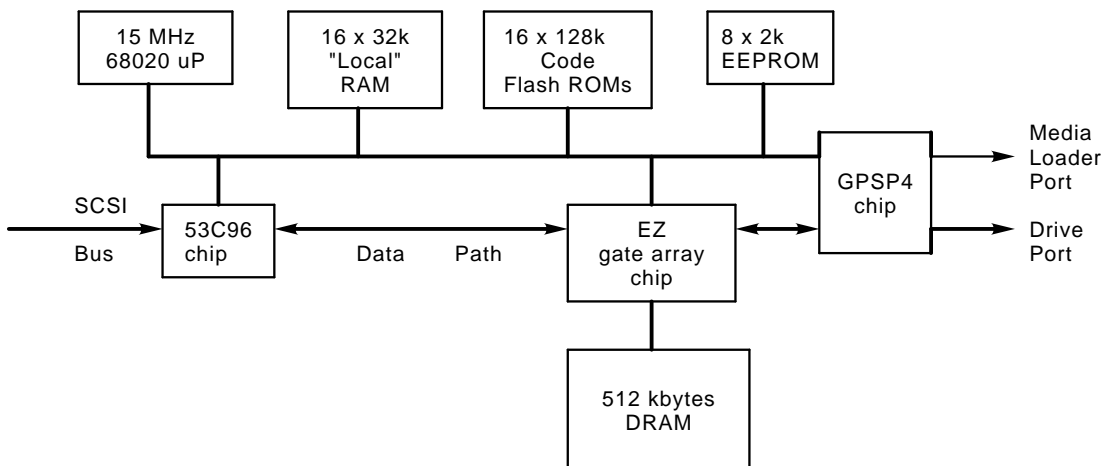 15 MHz
68020 uP
16 x 32k
"Local"
RAM
16 x 128k
Code
Flash ROMs
8 x 2k
EEPROM
Media
Loader
Port
GPSP4
chip
SCSI
Bus
53C96
chip
Data Path
EZ
gate array
chip
Drive
Port
512 kbytes
DRAM